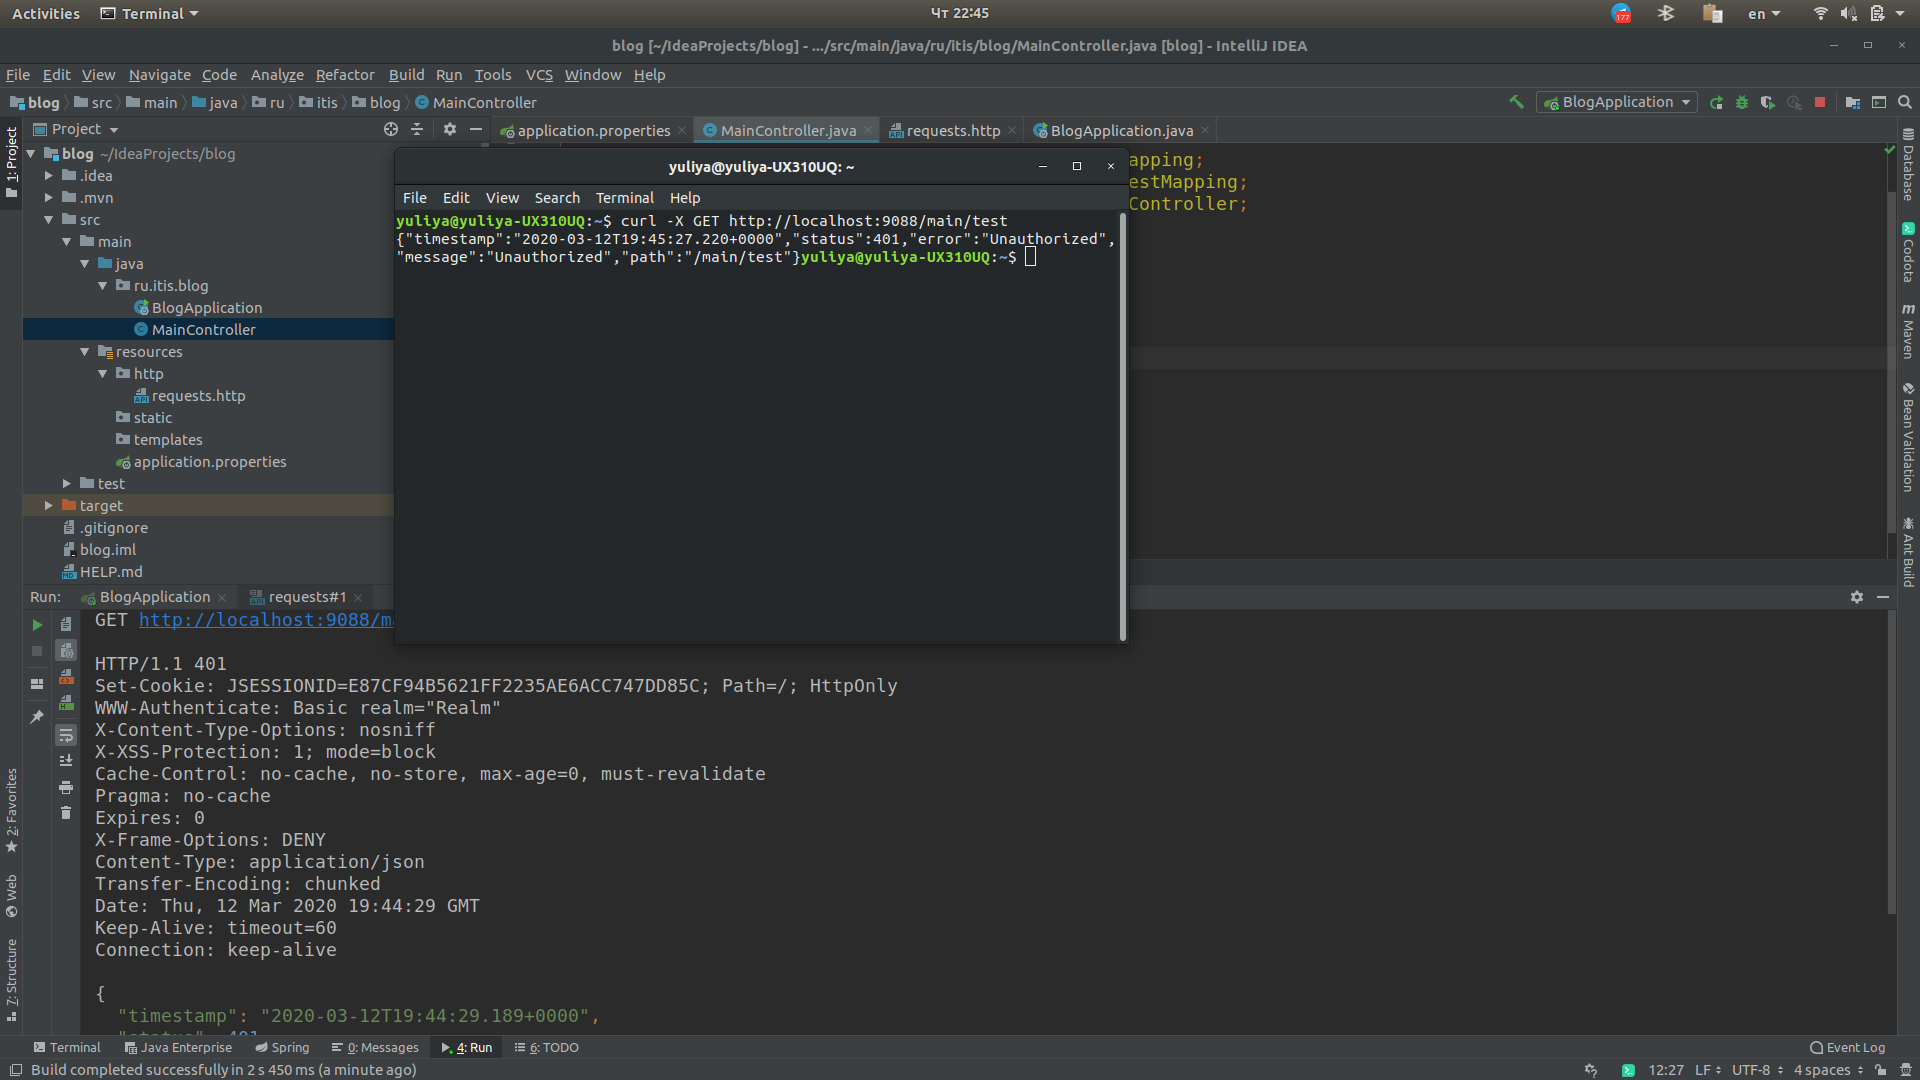 Activities
Terminal
Чт 22:45
177
en
blog [~/IdeaProjects/blog] - .../src/main/java/ru/itis/blog/MainController.java [blog] - IntelliJ IDEA
File Edit View Navigate Code Analyze Refactor Build Run Tools VCS Window Help
blog src main java ru itis blog MainController
BlogApplication
Project
application.properties
MainController.java
requests.http
BlogApplication.java
1: Project
blog ~/IdeaProjects/blog
.idea
.mvn
src
main
java
ru.itis.blog
BlogApplication
MainController
resources
http
requests.http
static
templates
application.properties
test
target
.gitignore
blog.iml
HELP.md
yuliya@yuliya-UX310UQ: ~
File Edit View Search Terminal Help
yuliya@yuliya-UX310UQ:~$ curl -X GET http://localhost:9088/main/test
{"timestamp":"2020-03-12T19:45:27.220+0000","status":401,"error":"Unauthorized",
"message":"Unauthorized","path":"/main/test"}yuliya@yuliya-UX310UQ:~$
apping;
estMapping;
Controller;
Database
Codota
Maven
Bean Validation
Ant Build
Run:
BlogApplication
requests#1
GET http://localhost:9088/m
HTTP/1.1 401
Set-Cookie: JSESSIONID=E87CF94B5621FF2235AE6ACC747DD85C; Path=/; HttpOnly
WWW-Authenticate: Basic realm="Realm"
X-Content-Type-Options: nosniff
X-XSS-Protection: 1; mode=block
Cache-Control: no-cache, no-store, max-age=0, must-revalidate
Pragma: no-cache
Expires: 0
X-Frame-Options: DENY
Content-Type: application/json
Transfer-Encoding: chunked
Date: Thu, 12 Mar 2020 19:44:29 GMT
Keep-Alive: timeout=60
Connection: keep-alive
{
"timestamp": "2020-03-12T19:44:29.189+0000",
"status": 401
2: Favorites
Web
7: Structure
Terminal
Java Enterprise
Spring
0: Messages
4: Run
6: TODO
Event Log
Build completed successfully in 2 s 450 ms (a minute ago)
12:27 LF UTF-8 4 spaces